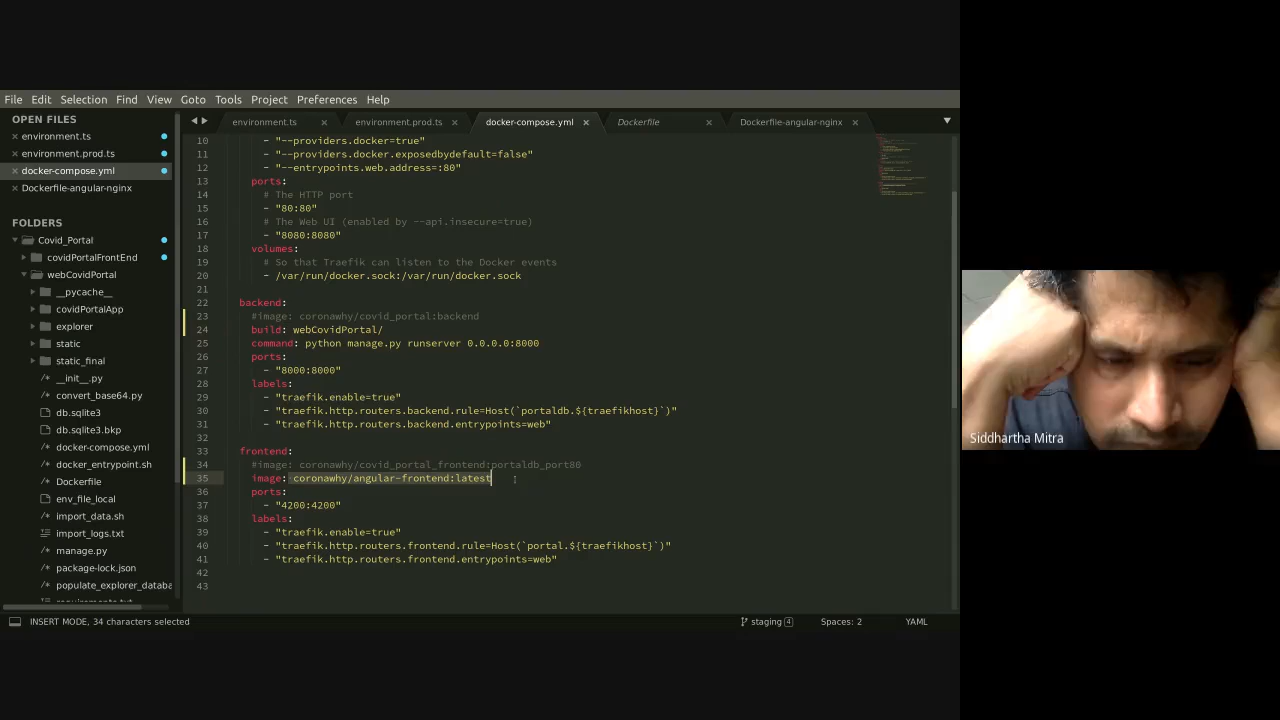 File Edit Selection Find View Goto Tools Project Preferences Help
OPEN FILES
environment.ts
environment.prod.ts
docker-compose.yml
Dockerfile-angular-nginx
FOLDERS
Covid_Portal
covidPortalFrontEnd
webCovidPortal
__pycache__
covidPortalApp
explorer
static
static_final
__init__.py
convert_base64.py
db.sqlite3
db.sqlite3.bkp
docker-compose.yml
docker_entrypoint.sh
Dockerfile
env_file_local
import_data.sh
import_logs.txt
manage.py
package-lock.json
populate_explorer_databa
environment.ts environment.prod.ts docker-compose.yml Dockerfile Dockerfile-angular-nginx
10 - "--providers.docker=true"
11 - "--providers.docker.exposedbydefault=false"
12 - "--entrypoints.web.address=:80"
13 ports:
14 # The HTTP port
15 - "80:80"
16 # The Web UI (enabled by --api.insecure=true)
17 - "8080:8080"
18 volumes:
19 # So that Traefik can listen to the Docker events
20 - /var/run/docker.sock:/var/run/docker.sock
21
22 backend:
23 #image: coronawhy/covid_portal:backend
24 build: webCovidPortal/
25 command: python manage.py runserver 0.0.0.0:8000
26 ports:
27 - "8000:8000"
28 labels:
29 - "traefik.enable=true"
30 - "traefik.http.routers.backend.rule=Host(`portaldb.${traefikhost}`)"
31 - "traefik.http.routers.backend.entrypoints=web"
32
33 frontend:
34 #image: coronawhy/covid_portal_frontend:portaldb_port80
35 image: coronawhy/angular-frontend:latest
36 ports:
37 - "4200:4200"
38 labels:
39 - "traefik.enable=true"
40 - "traefik.http.routers.frontend.rule=Host(`portal.${traefikhost}`)"
41 - "traefik.http.routers.frontend.entrypoints=web"
42
43
INSERT MODE, 34 characters selected
staging 4 Spaces: 2 YAML
Siddhartha Mitra